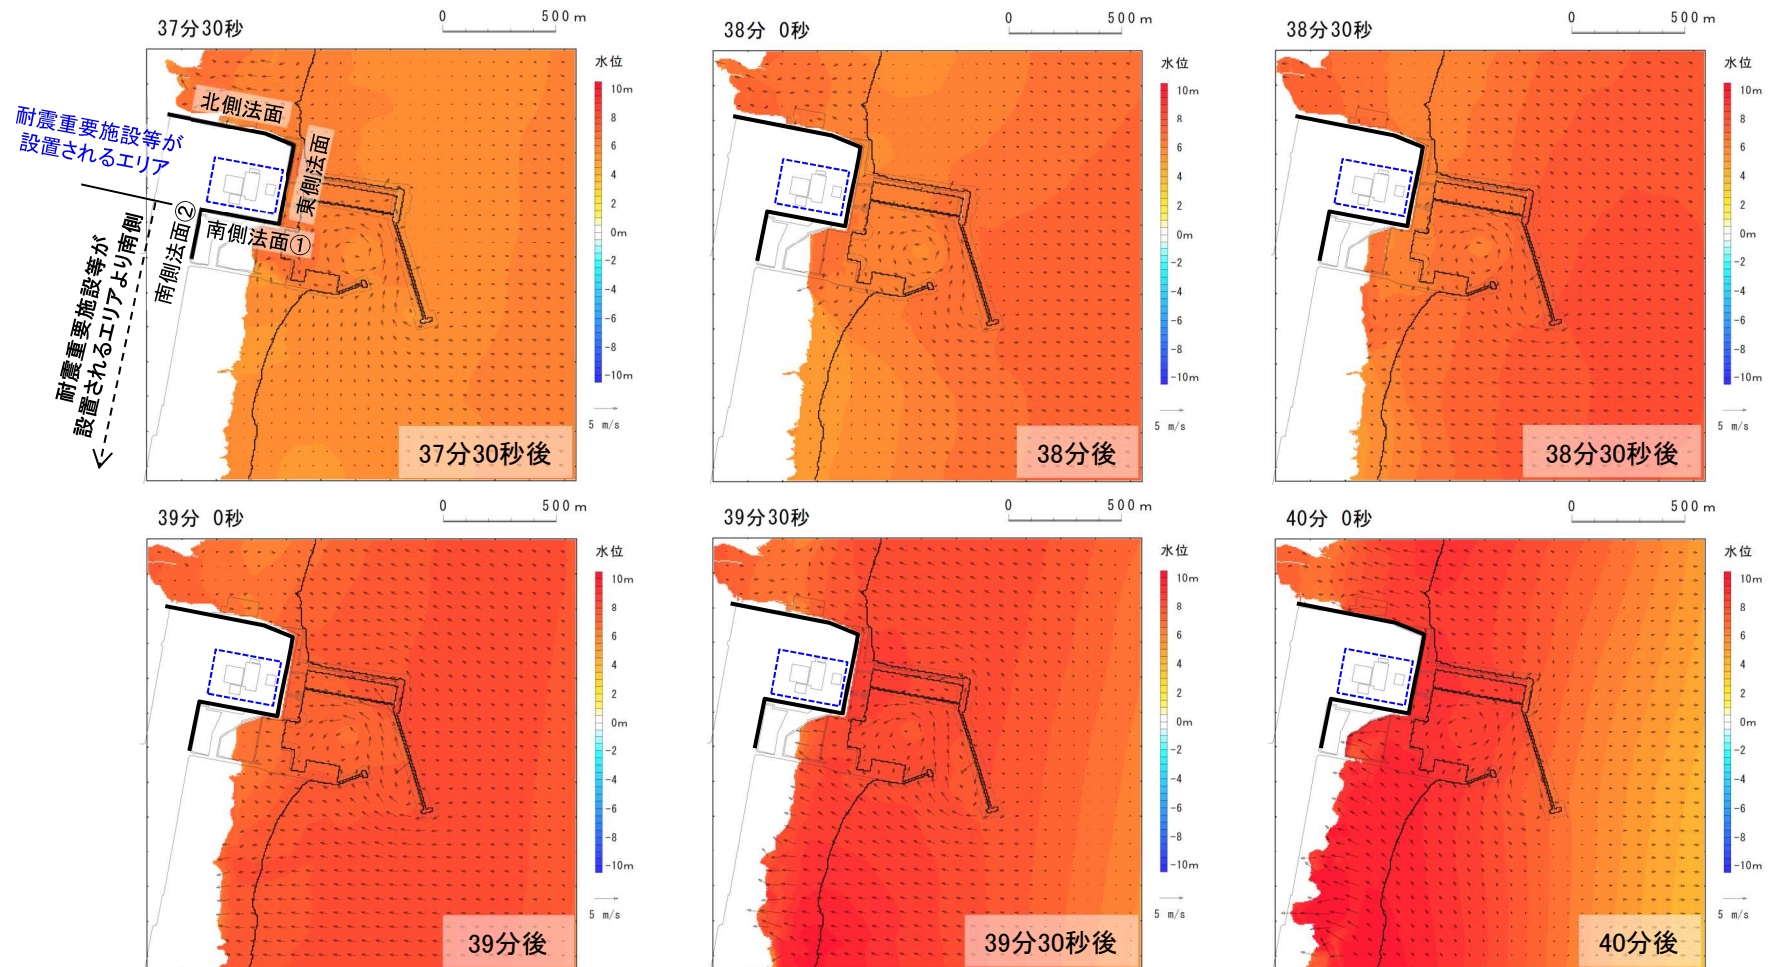 37分30秒
0 500 m
水位
10m
8
6
4
2
0m
-2
-4
-6
-8
-10m
5 m/s
北側法面
東側法面
南側法面①
南側法面②
耐震重要施設等が
設置されるエリア
耐震重要施設等が
設置されるエリアより南側
37分30秒後
38分 0秒
0 500 m
水位
10m
8
6
4
2
0m
-2
-4
-6
-8
-10m
5 m/s
38分後
38分30秒
0 500 m
水位
10m
8
6
4
2
0m
-2
-4
-6
-8
-10m
5 m/s
38分30秒後
39分 0秒
0 500 m
水位
10m
8
6
4
2
0m
-2
-4
-6
-8
-10m
5 m/s
39分後
39分30秒
0 500 m
水位
10m
8
6
4
2
0m
-2
-4
-6
-8
-10m
5 m/s
39分30秒後
40分 0秒
0 500 m
水位
10m
8
6
4
2
0m
-2
-4
-6
-8
-10m
5 m/s
40分後